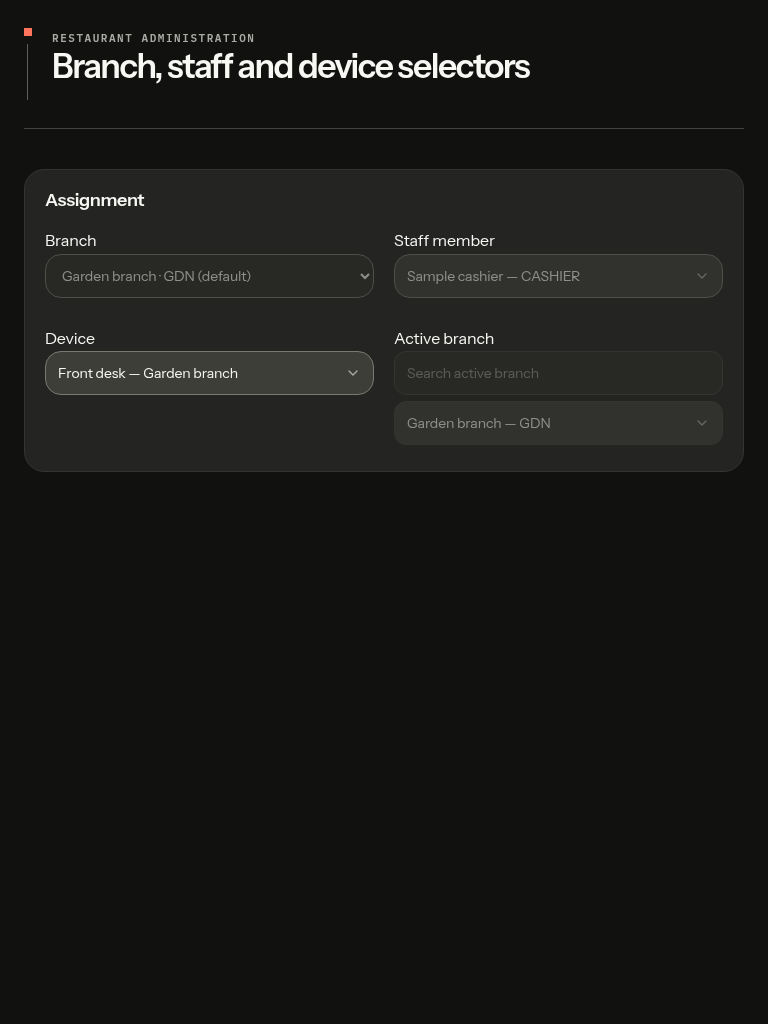 RESTAURANT ADMINISTRATION
Branch, staff and device selectors
Assignment
Branch
Garden branch · GDN (default)
Staff member
Sample cashier — CASHIER
Device
Front desk — Garden branch
Active branch
Search active branch
Garden branch — GDN